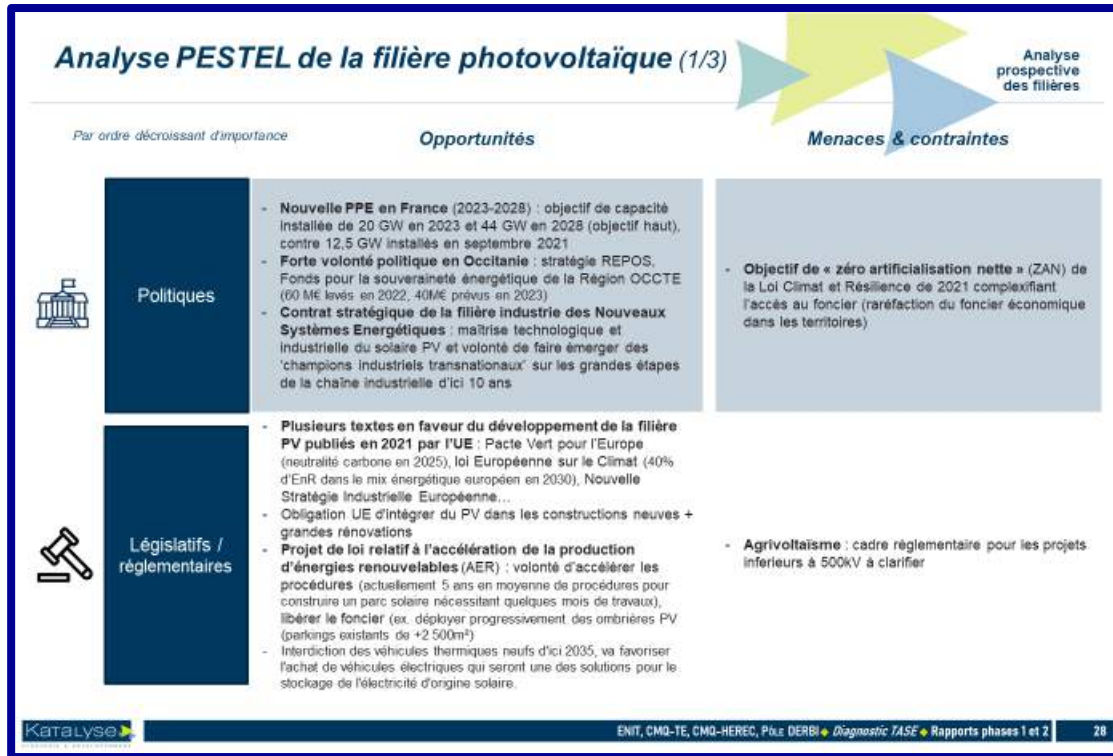 Analyse PESTEL de la filière photovoltaïque (1/3)
Analyse
prospective
des filières
Par ordre décroissant d'importance
Opportunités
Menaces & contraintes
Politiques
- Nouvelle PPE en France (2023-2028) : objectif de capacité
installée de 20 GW en 2023 et 44 GW en 2028 (objectif haut),
contre 12,5 GW installés en septembre 2021
- Forte volonté politique en Occitanie : stratégie REPOS,
Fonds pour la souveraineté énergétique de la Région OCCTE
(60 M€ levés en 2022, 40M€ prévus en 2023)
- Contrat stratégique de la filière industrie des Nouveaux
Systèmes Energétiques : maîtrise technologique et
industrielle du solaire PV et volonté de faire émerger des
'champions industriels transnationaux' sur les grandes étapes
de la chaîne industrielle d'ici 10 ans
- Objectif de « zéro artificialisation nette » (ZAN) de
la Loi Climat et Résilience de 2021 complexifiant
l'accès au foncier (raréfaction du foncier économique
dans les territoires)
Législatifs /
règlementaires
- Plusieurs textes en faveur du développement de la filière
PV publiés en 2021 par l'UE : Pacte Vert pour l'Europe
(neutralité carbone en 2025), loi Européenne sur le Climat (40%
d'EnR dans le mix énergétique européen en 2030), Nouvelle
Stratégie Industrielle Européenne…
- Obligation UE d'intégrer du PV dans les constructions neuves +
grandes rénovations
- Projet de loi relatif à l'accélération de la production
d'énergies renouvelables (AER) : volonté d'accélérer les
procédures (actuellement 5 ans en moyenne de procédures pour
construire un parc solaire nécessitant quelques mois de travaux),
libérer le foncier (ex. déployer progressivement des ombrières PV
(parkings existants de +2 500m²)
- Interdiction des véhicules thermiques neufs d'ici 2035, va favoriser
l'achat de véhicules électriques qui seront une des solutions pour le
stockage de l'électricité d'origine solaire.
- Agrivoltaïsme : cadre règlementaire pour les projets
inferieurs à 500kV à clarifier
KATALYSE
ENIT, CMQ-TE, CMQ-HEREC, PÔLE DERBI ◆ Diagnostic TASE ◆ Rapports phases 1 et 2
28